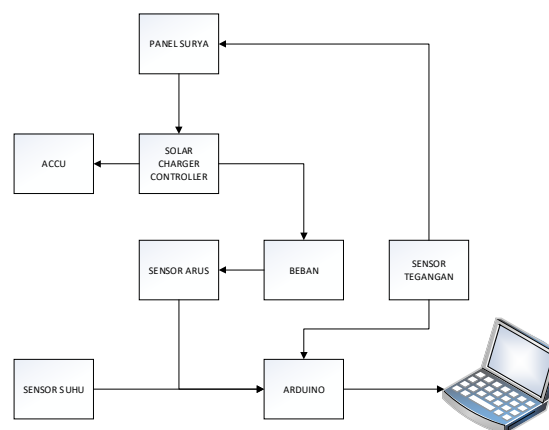 PANEL SURYA
ACCU
SOLAR
CHARGER
CONTROLLER
SENSOR ARUS
BEBAN
SENSOR
TEGANGAN
SENSOR SUHU
ARDUINO